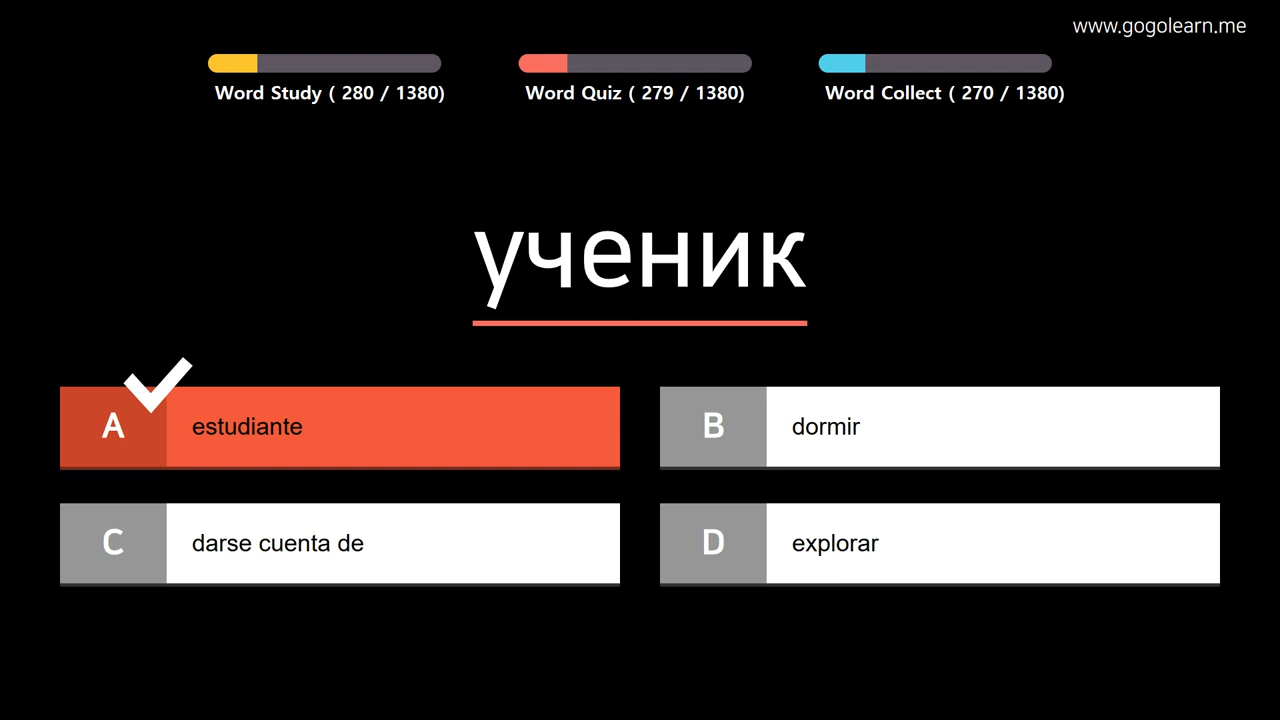 www.gogolearn.me
Word Study ( 280 / 1380)
Word Quiz ( 279 / 1380)
Word Collect ( 270 / 1380)
ученик
A estudiante
B dormir
C darse cuenta de
D explorar